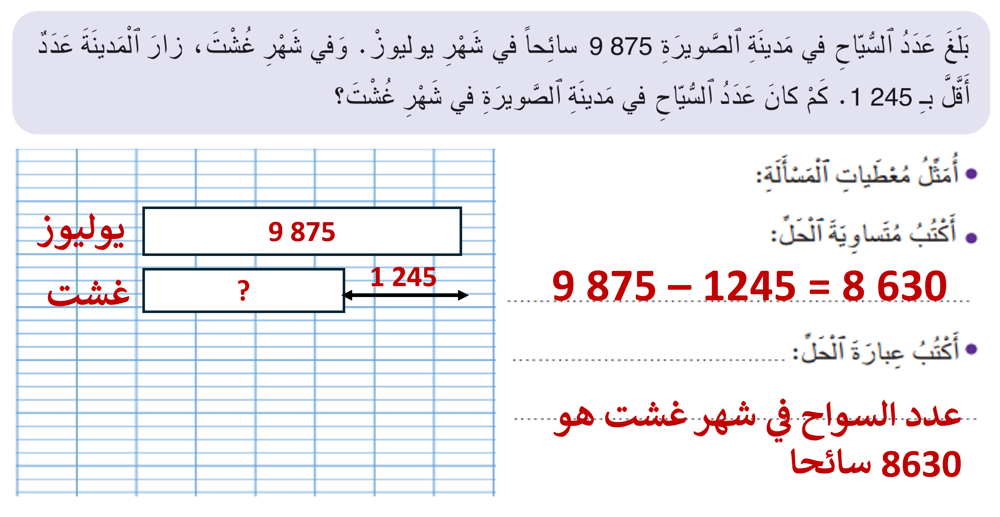 بَلَغَ عَدَدُ ٱلسُّيّاحِ في مَدينَةِ ٱلصَّويرَةِ 875 9 سائِحاً في شَهْرِ يوليوزْ. وَفي شَهْرِ غُشْتَ، زارَ ٱلْمَدينَةَ عَدَدٌ
أَقَّلَّ بـِ 245 1. كَمْ كانَ عَدَدُ ٱلسُّيّاحِ في مَدينَةِ ٱلصَّويرَةِ في شَهْرِ غُشْتَ؟
• أُمَثِّلُ مُعْطَياتِ ٱلْمَسْأَلَةِ:
• أَكْتُبُ مُتَساوِيَةَ ٱلْحَلِّ:
9 875 – 1245 = 8 630
• أَكْتُبُ عِبارَةَ ٱلْحَلِّ:
عدد السواح في شهر غشت هو
8630 سائحا
يوليوز
9 875
غشت
?
1 245